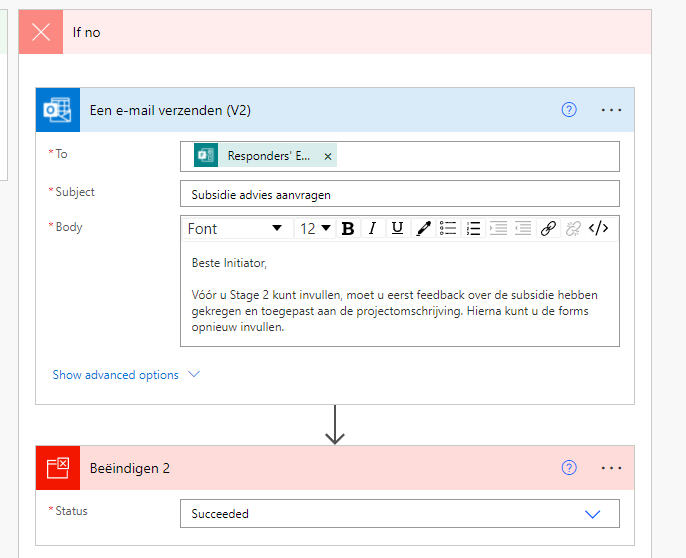 If no
Een e-mail verzenden (V2)
* To
Responders' E... ×
* Subject
Subsidie advies aanvragen
* Body
Font 12 B I U </>
Beste Initiator,
Vóór u Stage 2 kunt invullen, moet u eerst feedback over de subsidie hebben
gekregen en toegepast aan de projectomschrijving. Hierna kunt u de forms
opnieuw invullen.
Show advanced options
Beëindigen 2
* Status
Succeeded